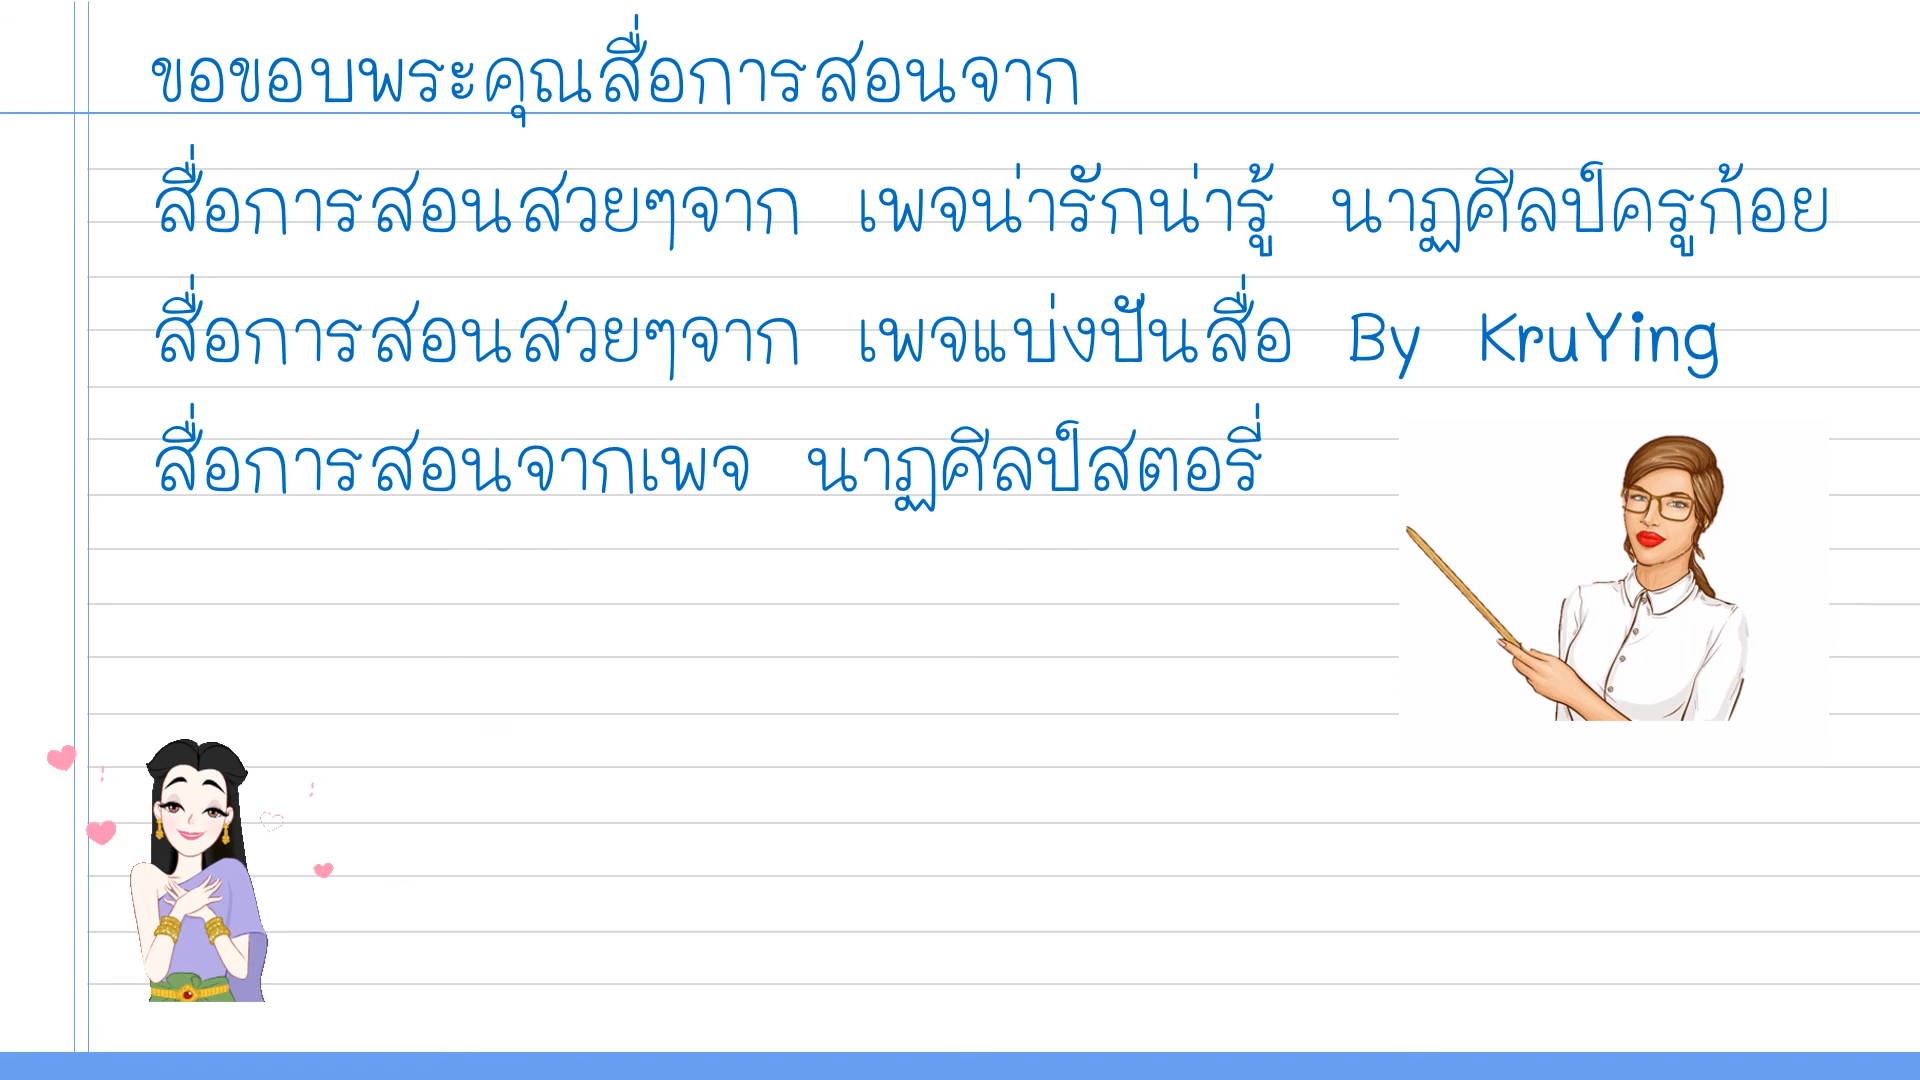 ขอขอบพระคุณสื่อการสอนจาก
สื่อการสอนสวยๆจาก เพจน่ารักน่ารู้ นาฏศิลป์ครูก้อย
สื่อการสอนสวยๆจาก เพจแบ่งปันสื่อ By KruYing
สื่อการสอนจากเพจ นาฏศิลป์สตอรี่